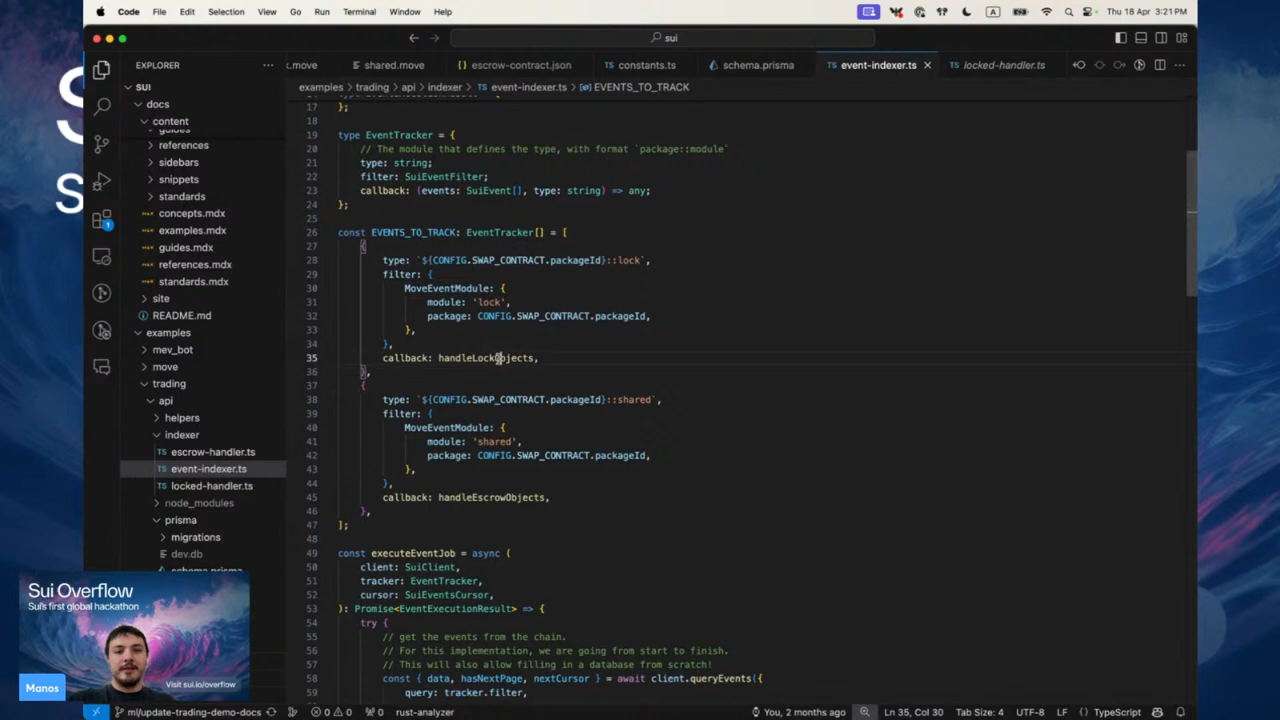 Code File Edit Selection View Go Run Terminal Window Help
A
Thu 18 Apr 3:21 PM
sui
EXPLORER
k.move
shared.move
escrow-contract.json
constants.ts
schema.prisma
event-indexer.ts
locked-handler.ts
examples > trading > api > indexer > event-indexer.ts > EVENTS_TO_TRACK
SUI
docs
content
guides
references
sidebars
snippets
standards
concepts.mdx
examples.mdx
guides.mdx
references.mdx
standards.mdx
site
README.md
examples
mev_bot
move
trading
api
helpers
indexer
TS escrow-handler.ts
TS event-indexer.ts
TS locked-handler.ts
node_modules
prisma
migrations
dev.db
schema.prisma
1
17 };
18
19 type EventTracker = {
20 // The module that defines the type, with format `package::module`
21 type: string;
22 filter: SuiEventFilter;
23 callback: (events: SuiEvent[], type: string) => any;
24 };
25
26 const EVENTS_TO_TRACK: EventTracker[] = [
27 {
28 type: `${CONFIG.SWAP_CONTRACT.packageId}::lock`,
29 filter: {
30 MoveEventModule: {
31 module: 'lock',
32 package: CONFIG.SWAP_CONTRACT.packageId,
33 },
34 },
35 callback: handleLockObjects,
36 },
37 {
38 type: `${CONFIG.SWAP_CONTRACT.packageId}::shared`,
39 filter: {
40 MoveEventModule: {
41 module: 'shared',
42 package: CONFIG.SWAP_CONTRACT.packageId,
43 },
44 },
45 callback: handleEscrowObjects,
46 },
47 ];
48
49 const executeEventJob = async (
50 client: SuiClient,
51 tracker: EventTracker,
52 cursor: SuiEventsCursor,
53 ): Promise<EventExecutionResult> => {
54 try {
55 // get the events from the chain.
56 // For this implementation, we are going from start to finish.
57 // This will also allow filling in a database from scratch!
58 const { data, hasNextPage, nextCursor } = await client.queryEvents({
59 query: tracker.filter,
Sui Overflow
Sui's first global hackathon
Manos
Visit sui.io/overflow
ml/update-trading-demo-docs
0 0
0
rust-analyzer
You, 2 months ago
Ln 35, Col 30
Tab Size: 4
UTF-8
LF
TypeScript